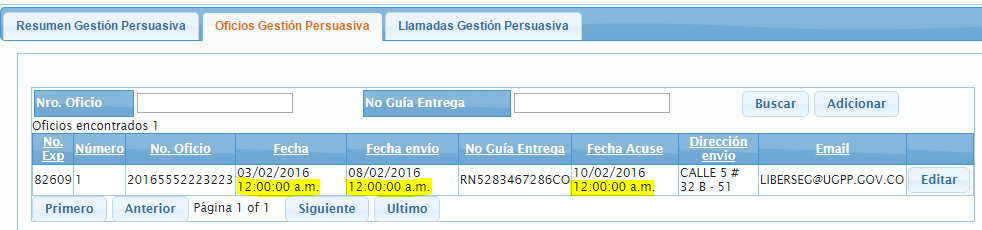 Resumen Gestión Persuasiva Oficios Gestión Persuasiva Llamadas Gestión Persuasiva
Nro. Oficio No Guía Entrega Buscar Adicionar
Oficios encontrados 1
No. Exp Número No. Oficio Fecha Fecha envío No Guía Entrega Fecha Acuse Dirección envio Email
82609 1 20165552223223 03/02/2016 12:00:00 a.m. 08/02/2016 12:00:00 a.m. RN5283467286CO 10/02/2016 12:00:00 a.m. CALLE 5 # 32 B - 51 LIBERSEG@UGPP.GOV.CO Editar
Primero Anterior Página 1 of 1 Siguiente Ultimo